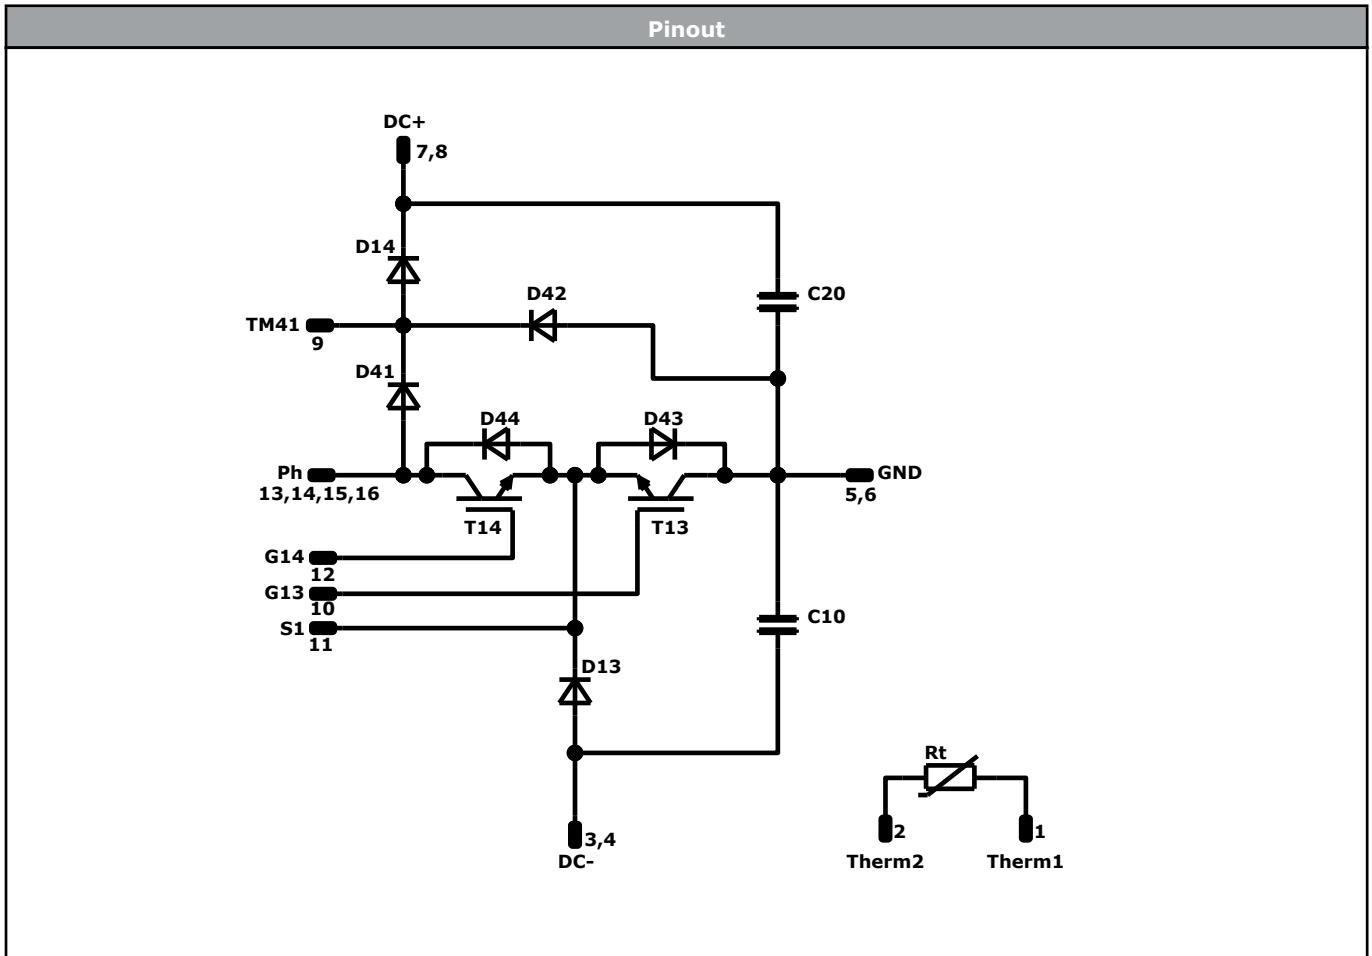 Pinout
DC+
7,8
D14
D42
C20
TM41
9
D41
D44
D43
Ph
13,14,15,16
GND
5,6
T14
T13
G14
12
G13
10
S1
11
C10
D13
Rt
3,4
DC-
2
1
Therm2
Therm1